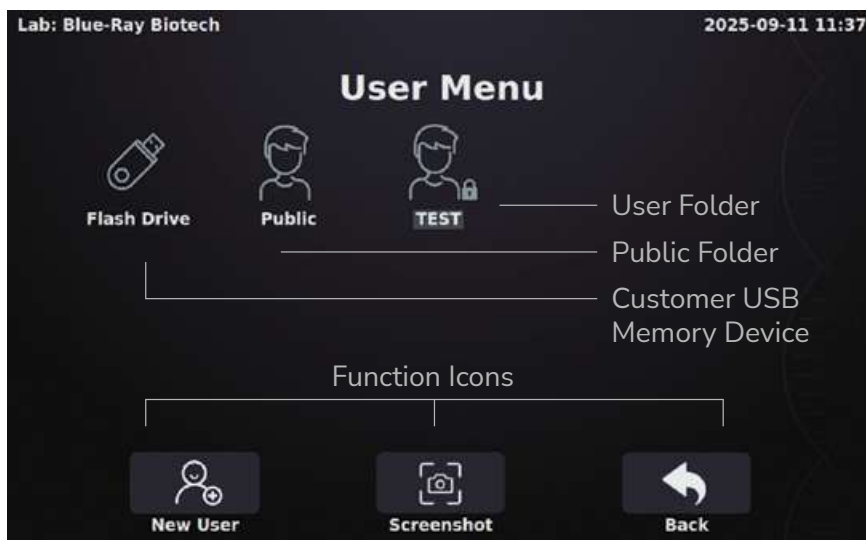 Lab: Blue-Ray Biotech
2025-09-11 11:37
User Menu
Flash Drive
Public
TEST
User Folder
Public Folder
Customer USB
Memory Device
Function Icons
New User
Screenshot
Back